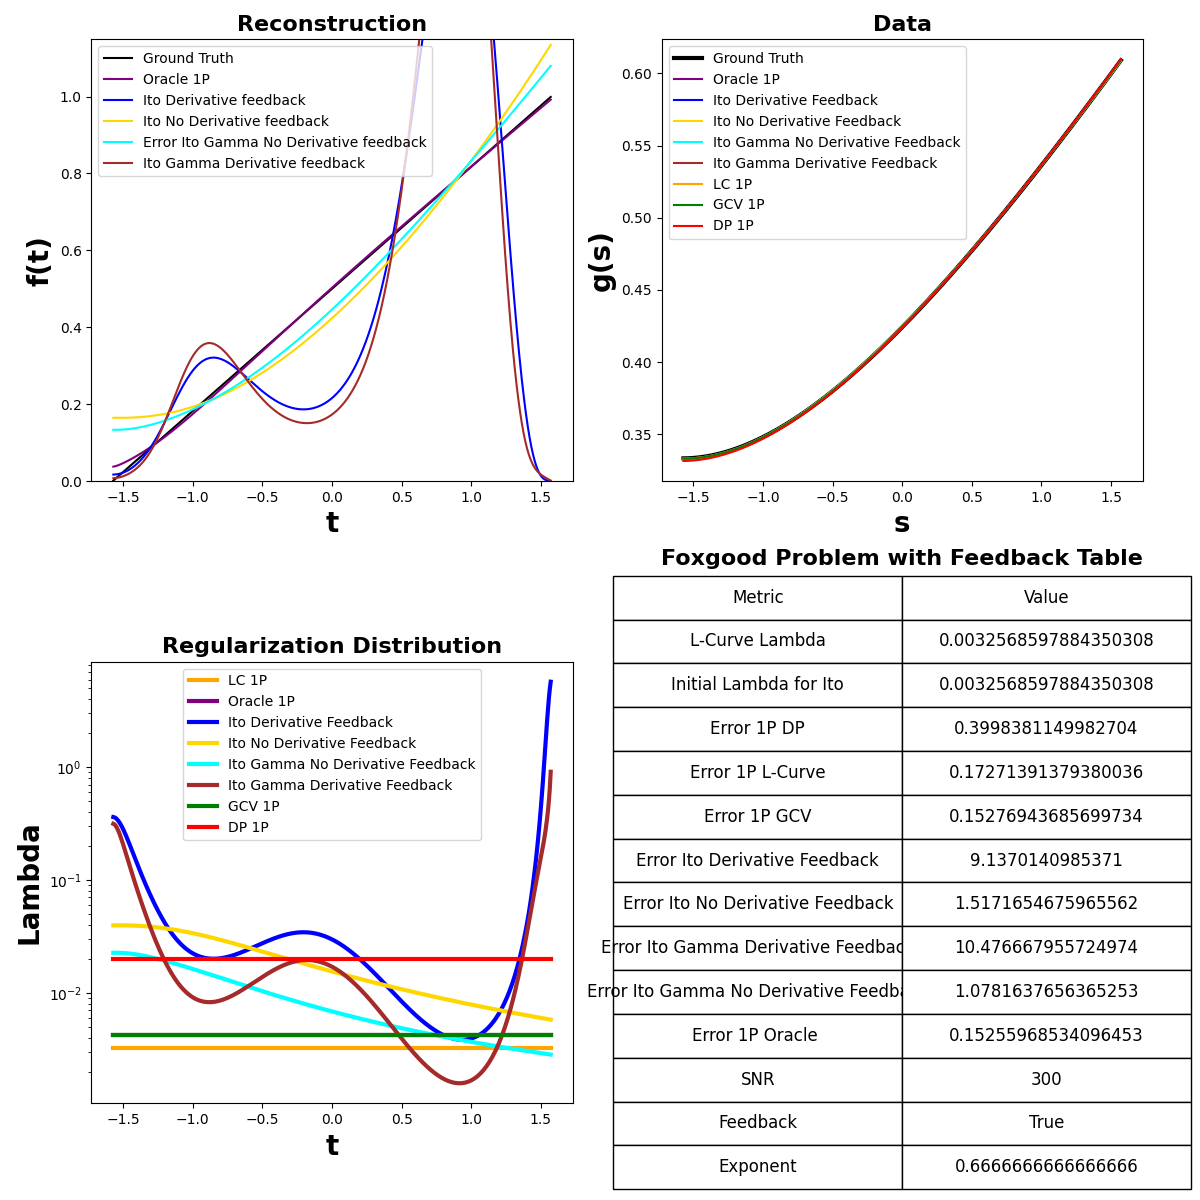 Reconstruction
Ground Truth
Oracle 1P
Ito Derivative feedback
Ito No Derivative feedback
Error Ito Gamma No Derivative feedback
Ito Gamma Derivative feedback
1.0
0.8
0.6
0.4
0.2
0.0
f(t)
−1.5 −1.0 −0.5 0.0 0.5 1.0 1.5
t
Data
Ground Truth
Oracle 1P
Ito Derivative Feedback
Ito No Derivative Feedback
Ito Gamma No Derivative Feedback
Ito Gamma Derivative Feedback
LC 1P
GCV 1P
DP 1P
0.60
0.55
0.50
0.45
0.40
0.35
g(s)
−1.5 −1.0 −0.5 0.0 0.5 1.0 1.5
s
Regularization Distribution
LC 1P
Oracle 1P
Ito Derivative Feedback
Ito No Derivative Feedback
Ito Gamma No Derivative Feedback
Ito Gamma Derivative Feedback
GCV 1P
DP 1P
10⁰
10⁻¹
10⁻²
Lambda
−1.5 −1.0 −0.5 0.0 0.5 1.0 1.5
t
Foxgood Problem with Feedback Table
Metric Value
L-Curve Lambda 0.0032568597884350308
Initial Lambda for Ito 0.0032568597884350308
Error 1P DP 0.3998381149982704
Error 1P L-Curve 0.17271391379380036
Error 1P GCV 0.15276943685699734
Error Ito Derivative Feedback 9.1370140985371
Error Ito No Derivative Feedback 1.5171654675965562
Error Ito Gamma Derivative Feedbac 10.476667955724974
Error Ito Gamma No Derivative Feedba 1.0781637656365253
Error 1P Oracle 0.15255968534096453
SNR 300
Feedback True
Exponent 0.6666666666666666